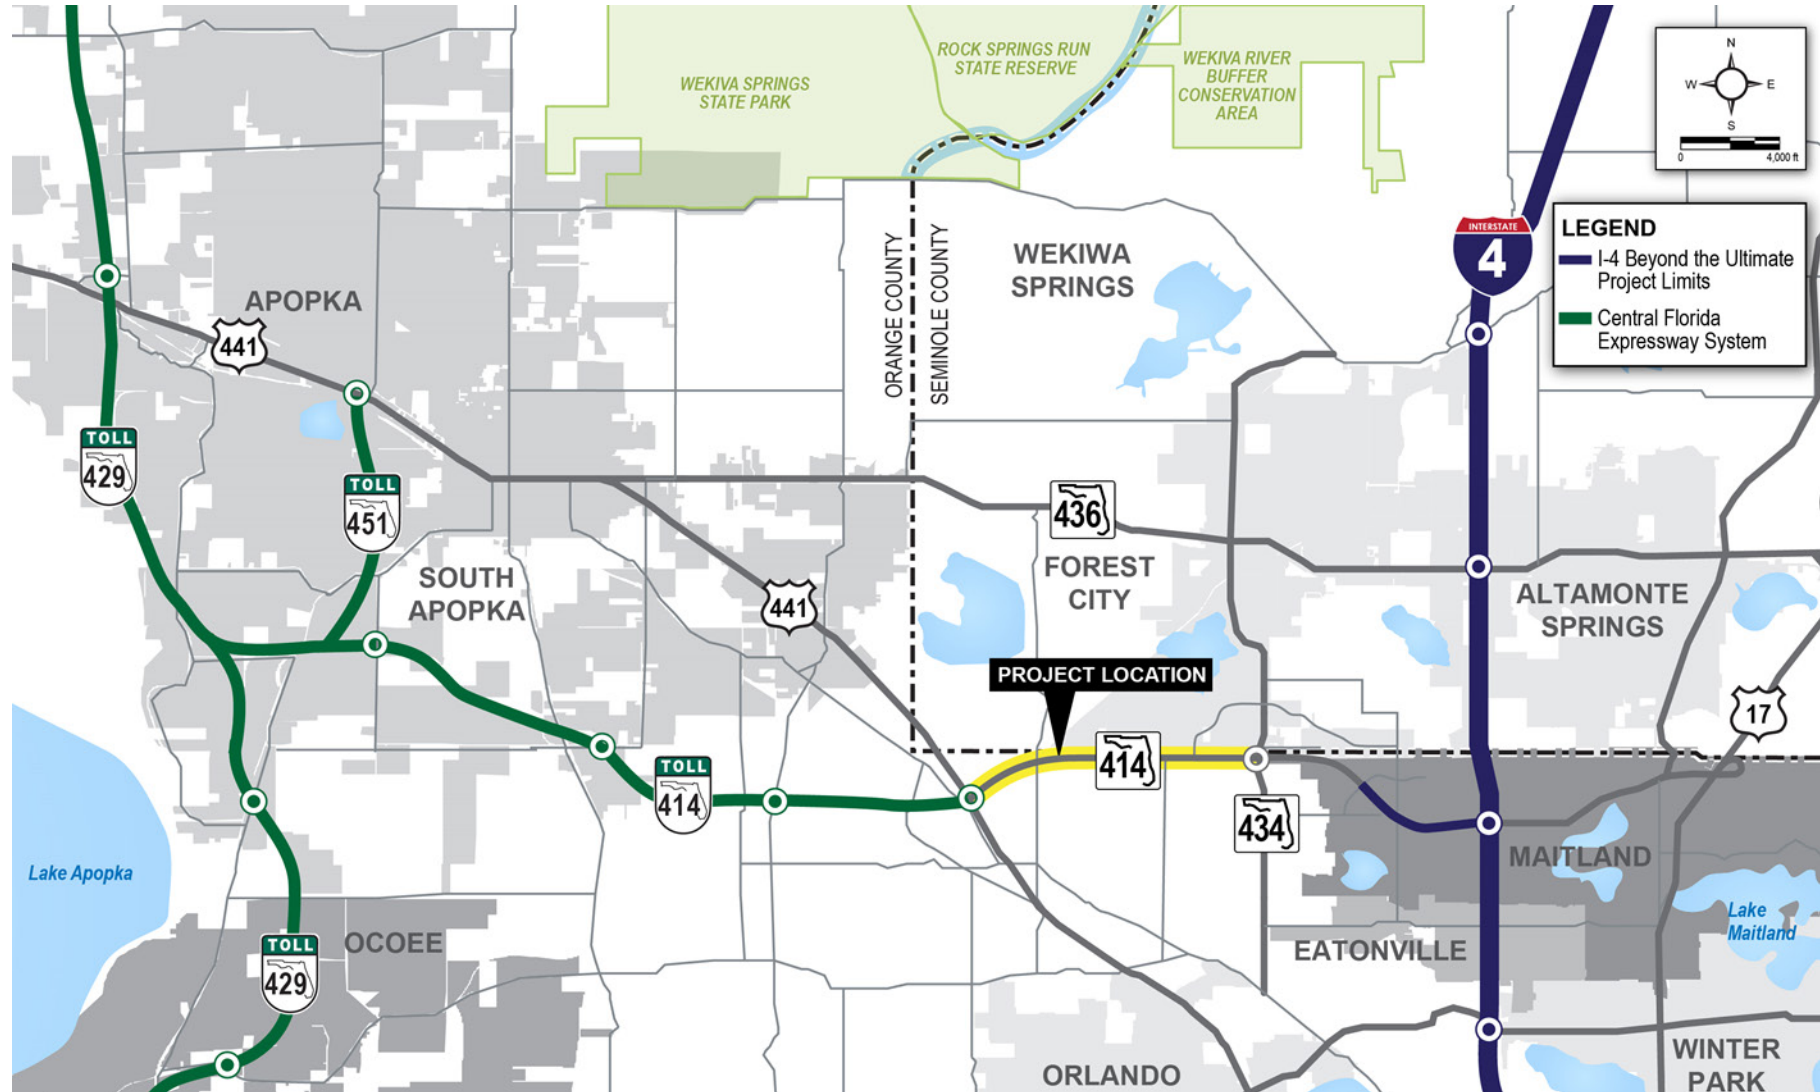 WEKIVA SPRINGS
STATE PARK
ROCK SPRINGS RUN
STATE RESERVE
WEKIVA RIVER
BUFFER
CONSERVATION
AREA
N
W
E
S
0
4,000 ft
LEGEND
I-4 Beyond the Ultimate
Project Limits
Central Florida
Expressway System
INTERSTATE
4
ORANGE COUNTY
SEMINOLE COUNTY
WEKIWA
SPRINGS
APOPKA
441
TOLL
429
TOLL
451
436
SOUTH
APOPKA
441
FOREST
CITY
ALTAMONTE
SPRINGS
PROJECT LOCATION
17
414
TOLL
414
434
MAITLAND
Lake Apopka
Lake
Maitland
OCOEE
TOLL
429
EATONVILLE
ORLANDO
WINTER
PARK